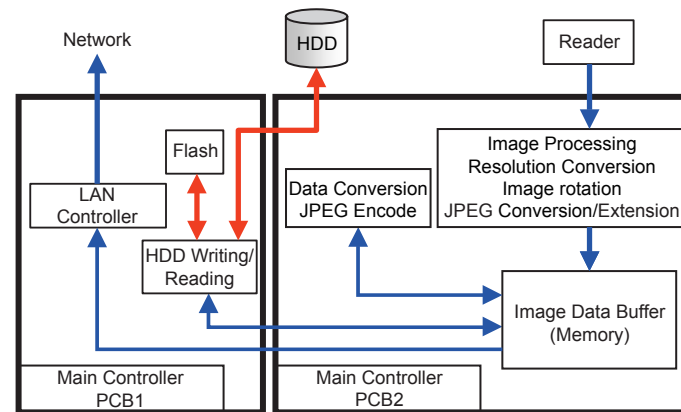 Network
HDD
Reader
Flash
LAN
Controller
HDD Writing/
Reading
Data Conversion
JPEG Encode
Image Processing
Resolution Conversion
Image rotation
JPEG Conversion/Extension
Image Data Buffer
(Memory)
Main Controller
PCB1
Main Controller
PCB2